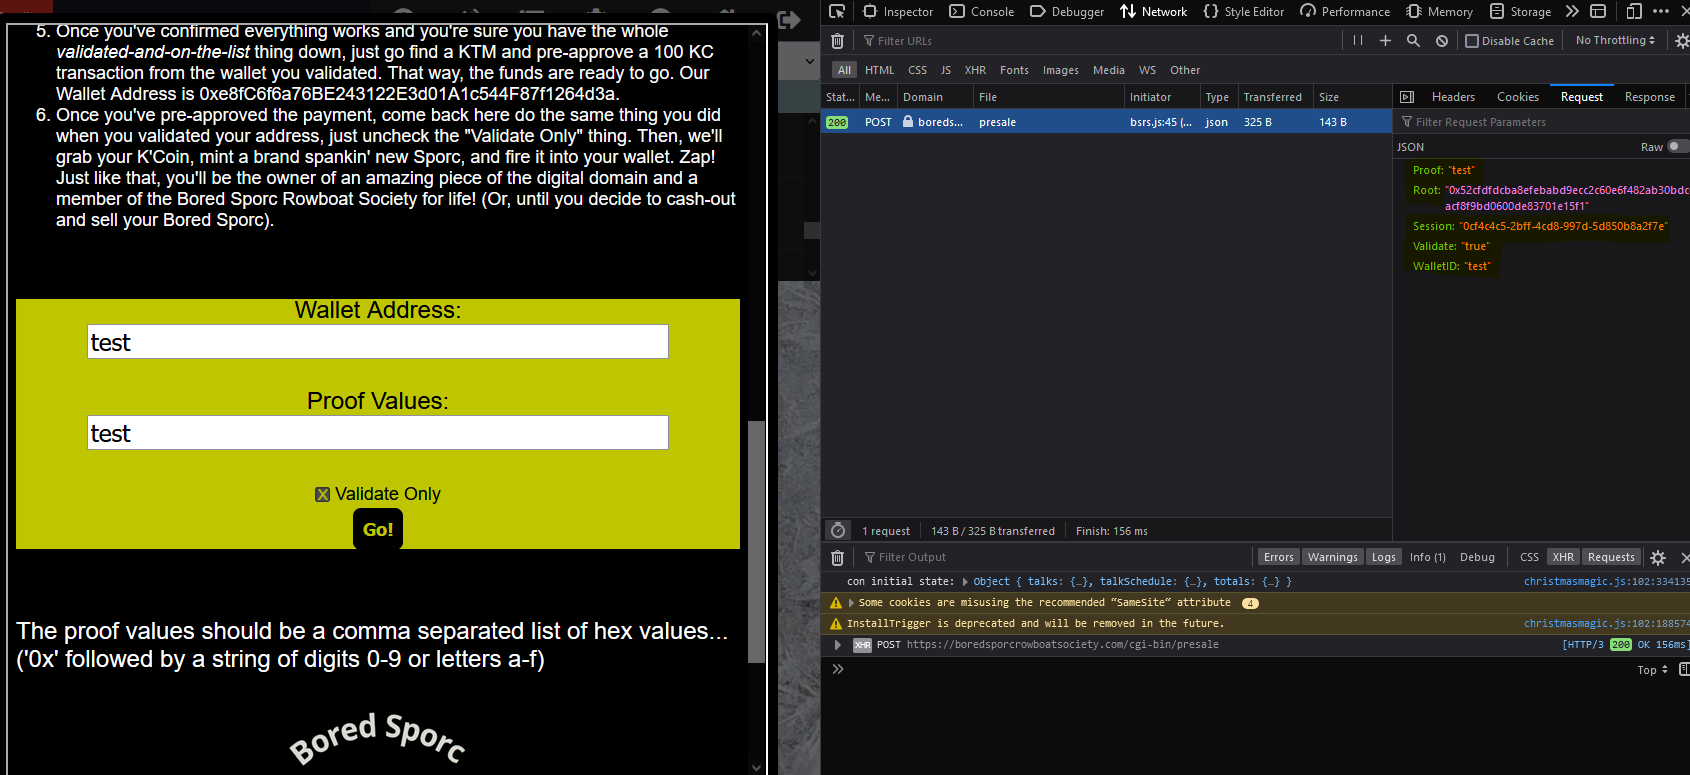 5. Once you've confirmed everything works and you're sure you have the whole
validated-and-on-the-list thing down, just go find a KTM and pre-approve a 100 KC
transaction from the wallet you validated. That way, the funds are ready to go. Our
Wallet Address is 0xe8fC6f6a76BE243122E3d01A1c544F87f1264d3a.
6. Once you've pre-approved the payment, come back here do the same thing you did
when you validated your address, just uncheck the "Validate Only" thing. Then, we'll
grab your K'Coin, mint a brand spankin' new Sporc, and fire it into your wallet. Zap!
Just like that, you'll be the owner of an amazing piece of the digital domain and a
member of the Bored Sporc Rowboat Society for life! (Or, until you decide to cash-out
and sell your Bored Sporc).
Wallet Address:
test
Proof Values:
test
Validate Only
Go!
The proof values should be a comma separated list of hex values...
('0x' followed by a string of digits 0-9 or letters a-f)
Bored Sporc
Inspector Console Debugger Network Style Editor Performance Memory Storage
Filter URLs Disable Cache No Throttling
All HTML CSS JS XHR Fonts Images Media WS Other
Stat... Me... Domain File Initiator Type Transferred Size
200 POST boreds... presale bsrs.js:45 (... json 325 B 143 B
1 request 143 B / 325 B transferred Finish: 156 ms
Headers Cookies Request Response
Filter Request Parameters
JSON Raw
Proof: "test"
Root: "0x52cfdfdcba8efebabd9ecc2c60e6f482ab30bdc
acf8f9bd0600de83701e15f1"
Session: "0cf4c4c5-2bff-4cd8-997d-5d850b8a2f7e"
Validate: "true"
WalletID: "test"
Filter Output Errors Warnings Logs Info (1) Debug CSS XHR Requests
con initial state: Object { talks: {…}, talkSchedule: {…}, totals: {…} } christmasmagic.js:102:334135
Some cookies are misusing the recommended “SameSite“ attribute 4
InstallTrigger is deprecated and will be removed in the future. christmasmagic.js:102:188574
XHR POST https://boredsporcrowboatsociety.com/cgi-bin/presale [HTTP/3 200 OK 156ms]
Top